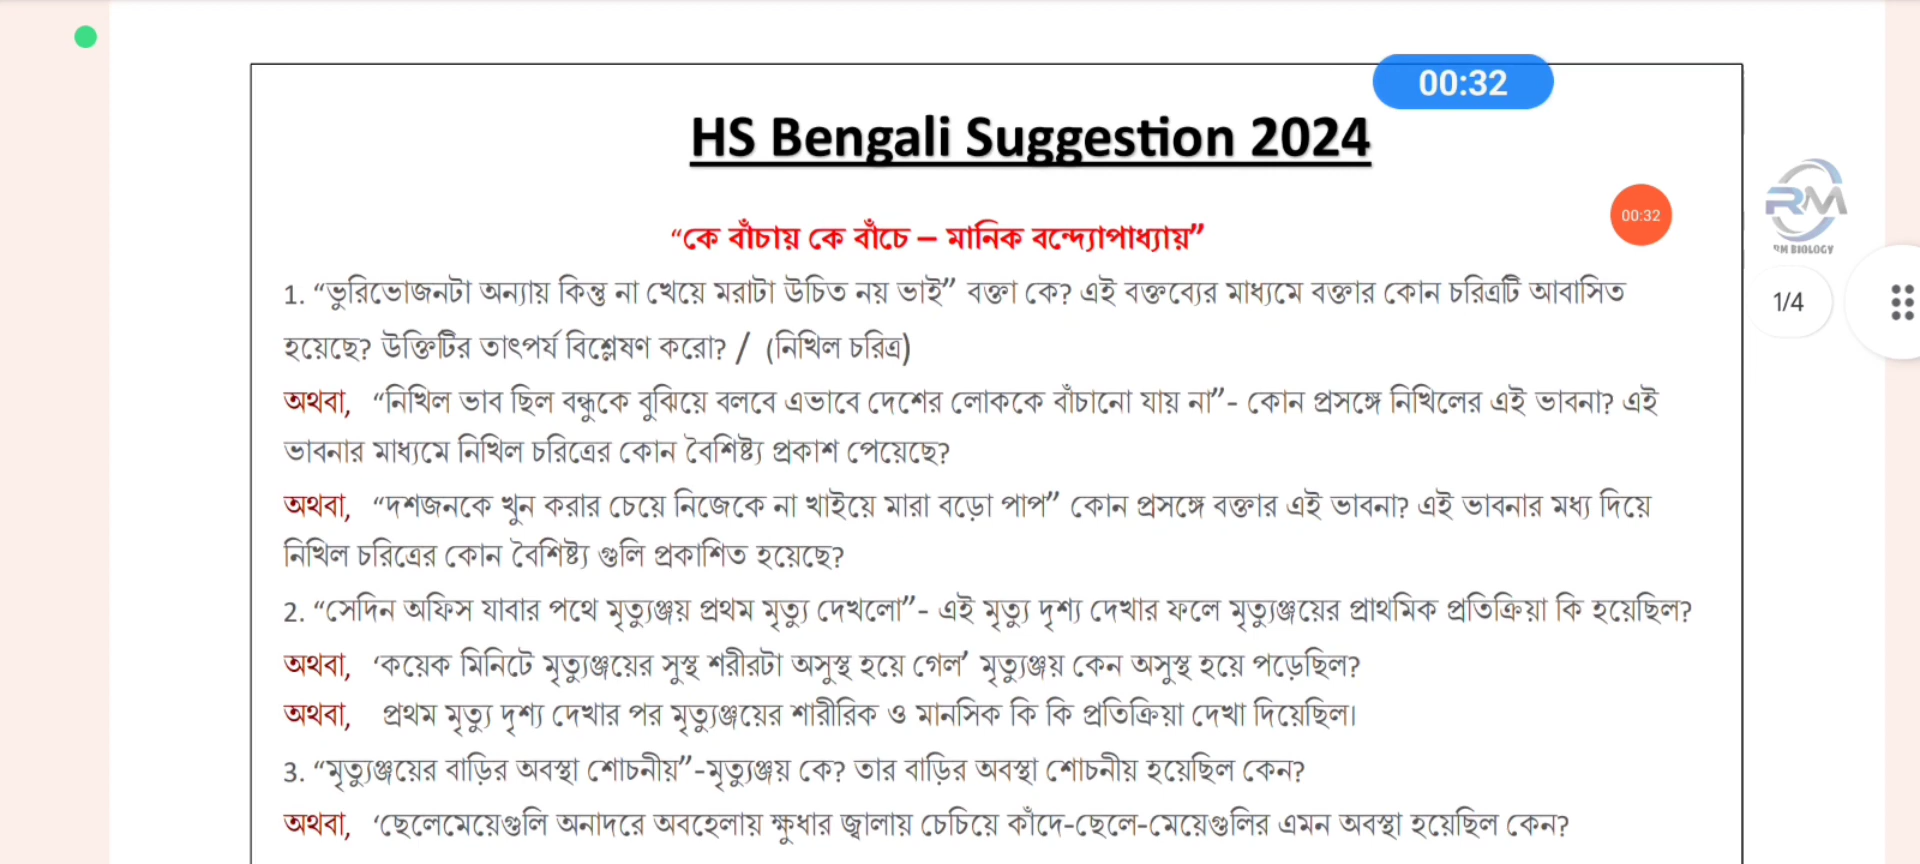 00:32
HS Bengali Suggestion 2024
00:32
RM
RM BIOLOGY
“কে বাঁচায় কে বাঁচে – মানিক বন্দ্যোপাধ্যায়”
1/4
1. “ভুরিভোজনটা অন্যায় কিন্তু না খেয়ে মরাটা উচিত নয় ভাই” বক্তা কে? এই বক্তব্যের মাধ্যমে বক্তার কোন চরিত্রটি আবাসিত
হয়েছে? উক্তিটির তাৎপর্য বিশ্লেষণ করো? / (নিখিল চরিত্র)
অথবা, “নিখিল ভাব ছিল বন্ধুকে বুঝিয়ে বলবে এভাবে দেশের লোককে বাঁচানো যায় না”- কোন প্রসঙ্গে নিখিলের এই ভাবনা? এই
ভাবনার মাধ্যমে নিখিল চরিত্রের কোন বৈশিষ্ট্য প্রকাশ পেয়েছে?
অথবা, “দশজনকে খুন করার চেয়ে নিজেকে না খাইয়ে মারা বড়ো পাপ” কোন প্রসঙ্গে বক্তার এই ভাবনা? এই ভাবনার মধ্য দিয়ে
নিখিল চরিত্রের কোন বৈশিষ্ট্য গুলি প্রকাশিত হয়েছে?
2. “সেদিন অফিস যাবার পথে মৃত্যুঞ্জয় প্রথম মৃত্যু দেখলো”- এই মৃত্যু দৃশ্য দেখার ফলে মৃত্যুঞ্জয়ের প্রাথমিক প্রতিক্রিয়া কি হয়েছিল?
অথবা, ‘কয়েক মিনিটে মৃত্যুঞ্জয়ের সুস্থ শরীরটা অসুস্থ হয়ে গেল’ মৃত্যুঞ্জয় কেন অসুস্থ হয়ে পড়েছিল?
অথবা, প্রথম মৃত্যু দৃশ্য দেখার পর মৃত্যুঞ্জয়ের শারীরিক ও মানসিক কি কি প্রতিক্রিয়া দেখা দিয়েছিল।
3. “মৃত্যুঞ্জয়ের বাড়ির অবস্থা শোচনীয়”-মৃত্যুঞ্জয় কে? তার বাড়ির অবস্থা শোচনীয় হয়েছিল কেন?
অথবা, ‘ছেলেমেয়েগুলি অনাদরে অবহেলায় ক্ষুধার জ্বালায় চেচিয়ে কাঁদে-ছেলে-মেয়েগুলির এমন অবস্থা হয়েছিল কেন?